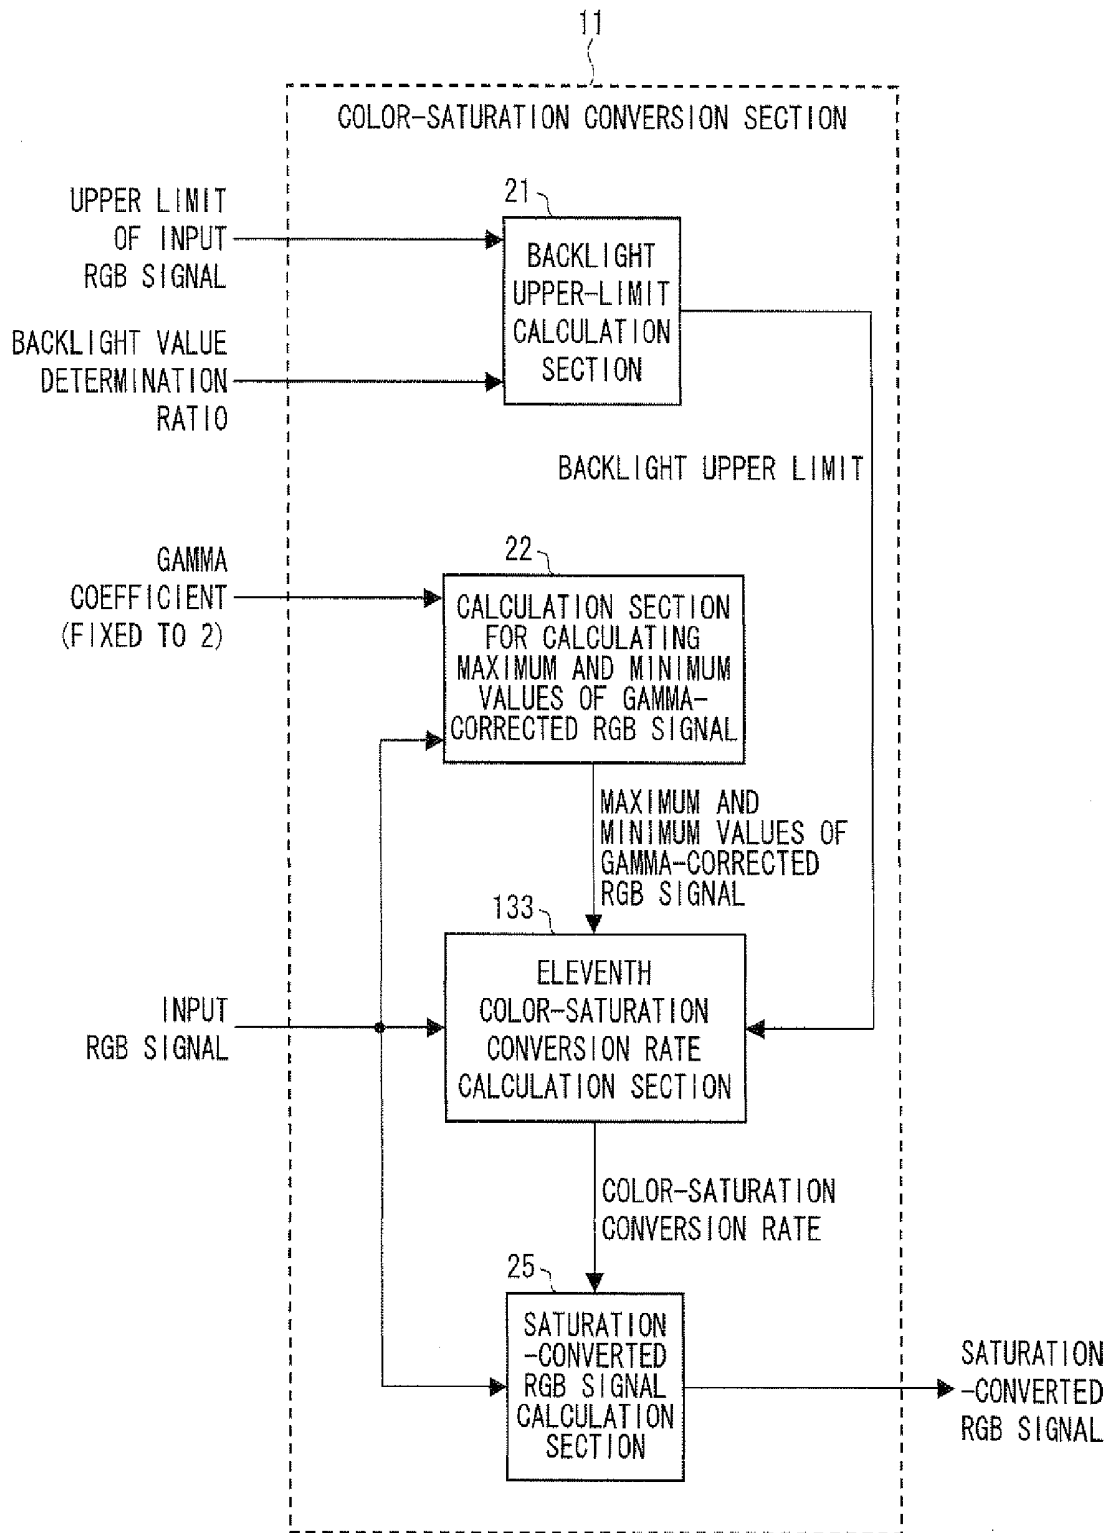 11
COLOR-SATURATION CONVERSION SECTION
UPPER LIMIT
OF INPUT
RGB SIGNAL
21
BACKLIGHT
UPPER-LIMIT
CALCULATION
SECTION
BACKLIGHT VALUE
DETERMINATION
RATIO
BACKLIGHT UPPER LIMIT
GAMMA
COEFFICIENT
(FIXED TO 2)
22
CALCULATION SECTION
FOR CALCULATING
MAXIMUM AND MINIMUM
VALUES OF GAMMA-
CORRECTED RGB SIGNAL
MAXIMUM AND
MINIMUM VALUES OF
GAMMA-CORRECTED
RGB SIGNAL
133
ELEVENTH
COLOR-SATURATION
CONVERSION RATE
CALCULATION SECTION
INPUT
RGB SIGNAL
COLOR-SATURATION
CONVERSION RATE
25
SATURATION
-CONVERTED
RGB SIGNAL
CALCULATION
SECTION
SATURATION
-CONVERTED
RGB SIGNAL